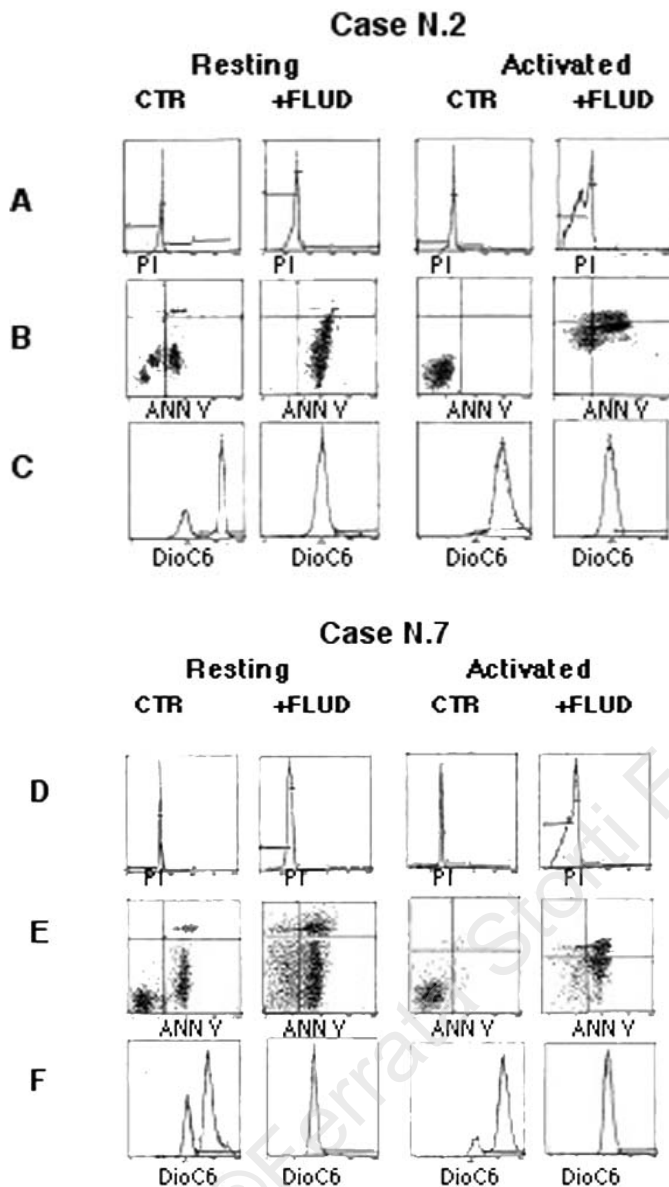 Case N.2
Resting Activated
CTR +FLUD CTR +FLUD
A
PI PI PI PI
B
ANN V ANN V ANN V ANN V
C
DioC6 DioC6 DioC6 DioC6
Case N.7
Resting Activated
CTR +FLUD CTR +FLUD
D
PI PI PI PI
E
ANN V ANN V ANN V ANN V
F
DioC6 DioC6 DioC6 DioC6
Ferrata Storti F